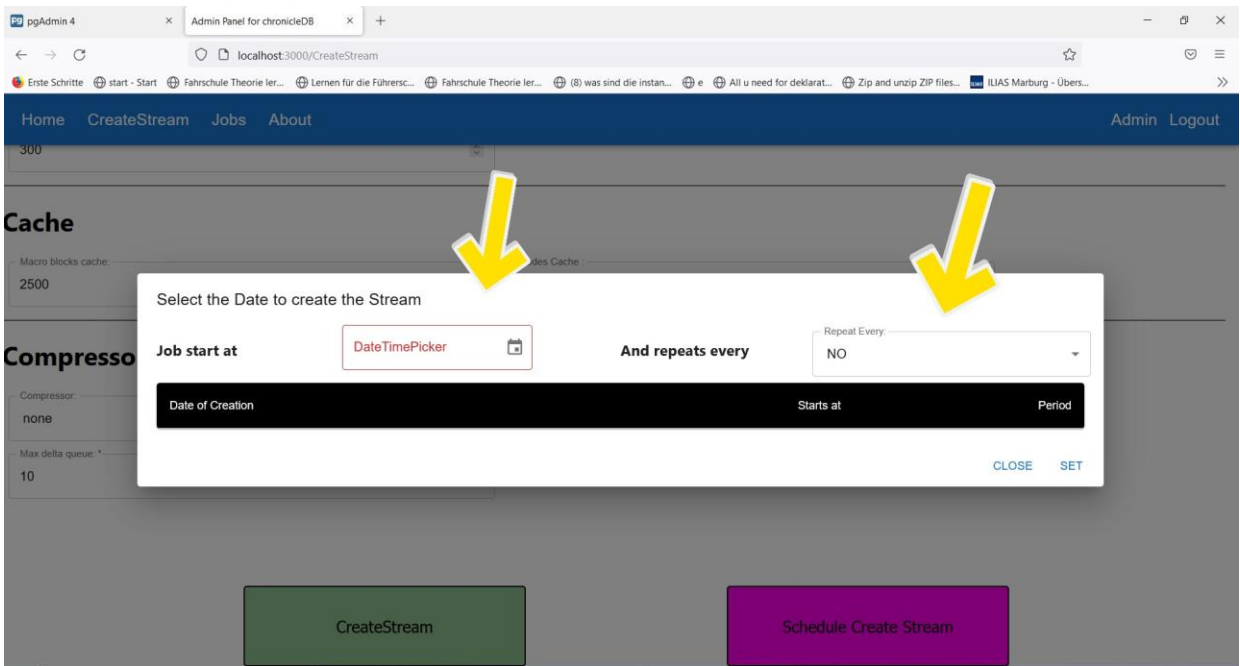 pgAdmin 4
Admin Panel for chronicleDB
localhost:3000/CreateStream
Erste Schritte start - Start Fahrschule Theorie ler... Lernen für die Führersc... Fahrschule Theorie ler... (8) was sind die instan... e All u need for deklarat... Zip and unzip ZIP files... ILIAS Marburg - Übers...
Home CreateStream Jobs About Admin Logout
300
Cache
Macro blocks cache: des Cache :
2500
Select the Date to create the Stream
Job start at DateTimePicker And repeats every Repeat Every: NO
Date of Creation Starts at Period
CLOSE SET
Compresso
Compressor:
none
Max delta queue: *
10
CreateStream Schedule Create Stream